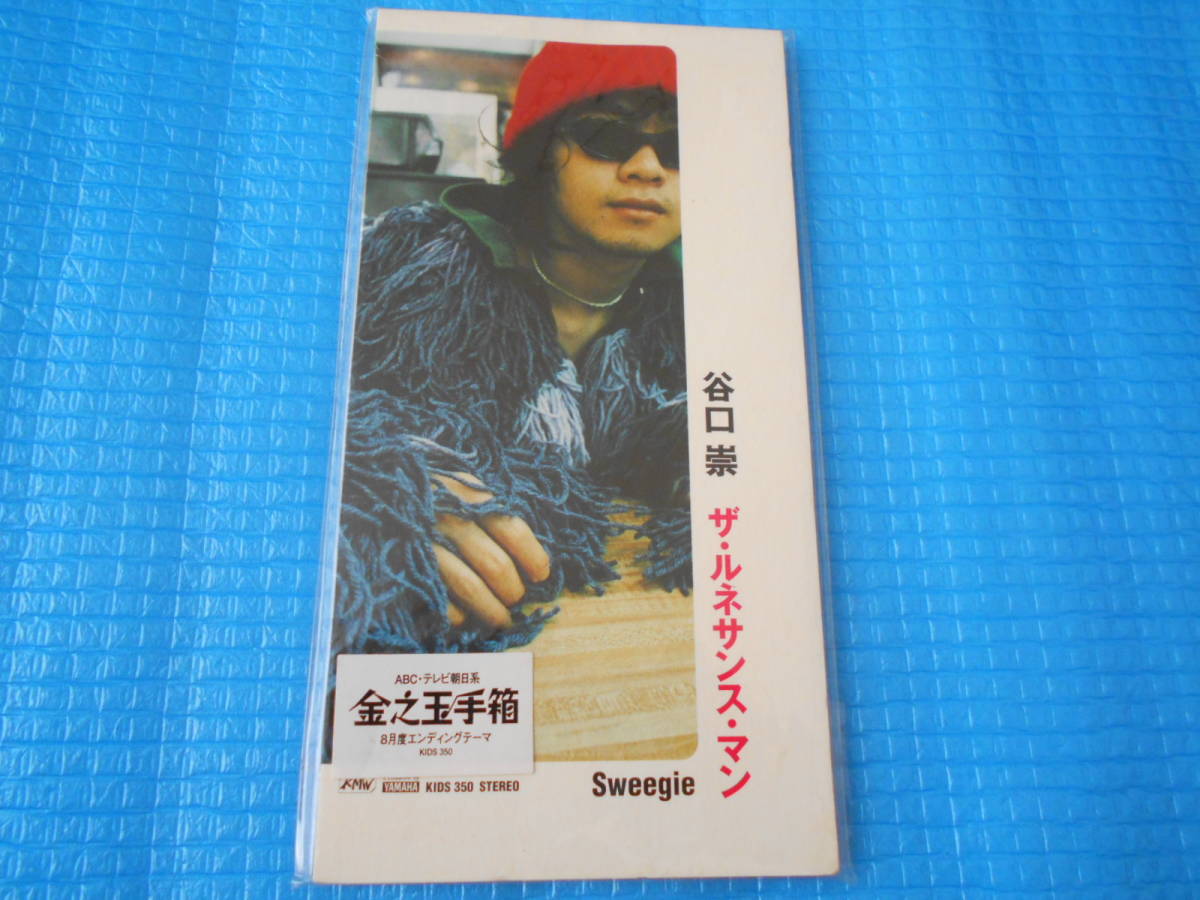 谷口 崇
ザ・ルネサンス・マン
ABC・テレビ朝日系
金之玉手箱
8月度エンディングテーマ
KIDS 350
KMW YAMAHA KIDS 350 STEREO
Sweegie